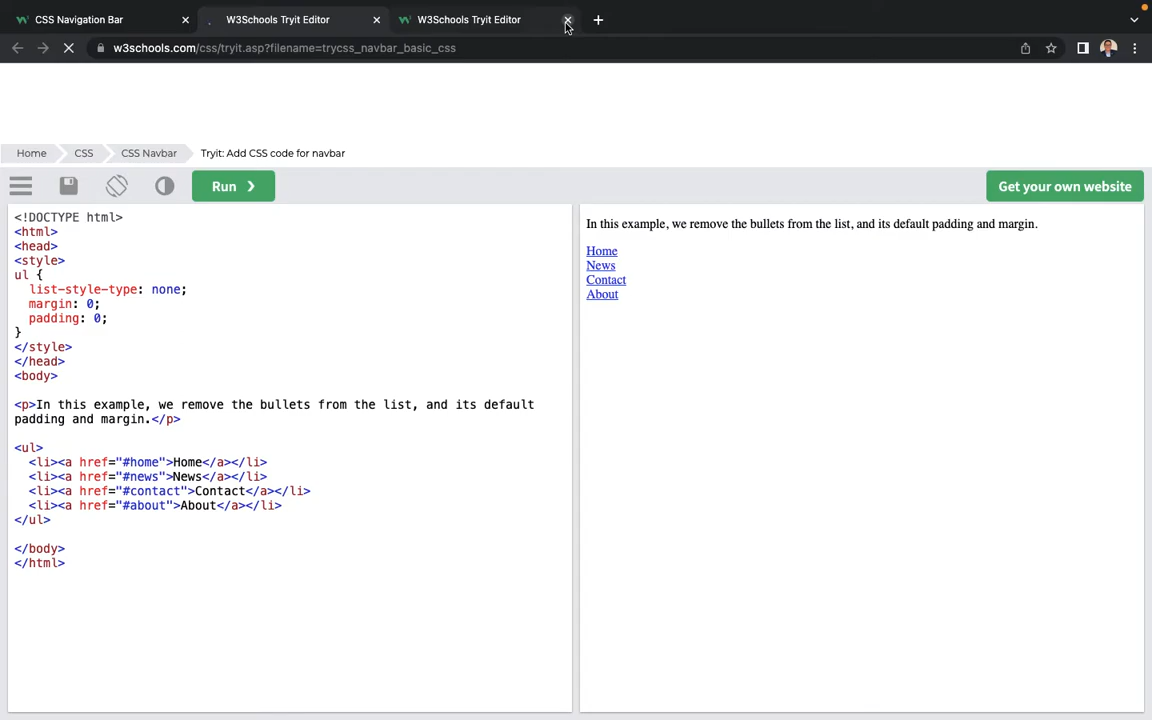 CSS Navigation Bar
W3Schools Tryit Editor
W3Schools Tryit Editor
w3schools.com/css/tryit.asp?filename=trycss_navbar_basic_css
Home CSS CSS Navbar Tryit: Add CSS code for navbar
Run ❯
Get your own website
<!DOCTYPE html>
<html>
<head>
<style>
ul {
  list-style-type: none;
  margin: 0;
  padding: 0;
}
</style>
</head>
<body>
<p>In this example, we remove the bullets from the list, and its default
padding and margin.</p>
<ul>
  <li><a href="#home">Home</a></li>
  <li><a href="#news">News</a></li>
  <li><a href="#contact">Contact</a></li>
  <li><a href="#about">About</a></li>
</ul>
</body>
</html>
In this example, we remove the bullets from the list, and its default padding and margin.
Home
News
Contact
About